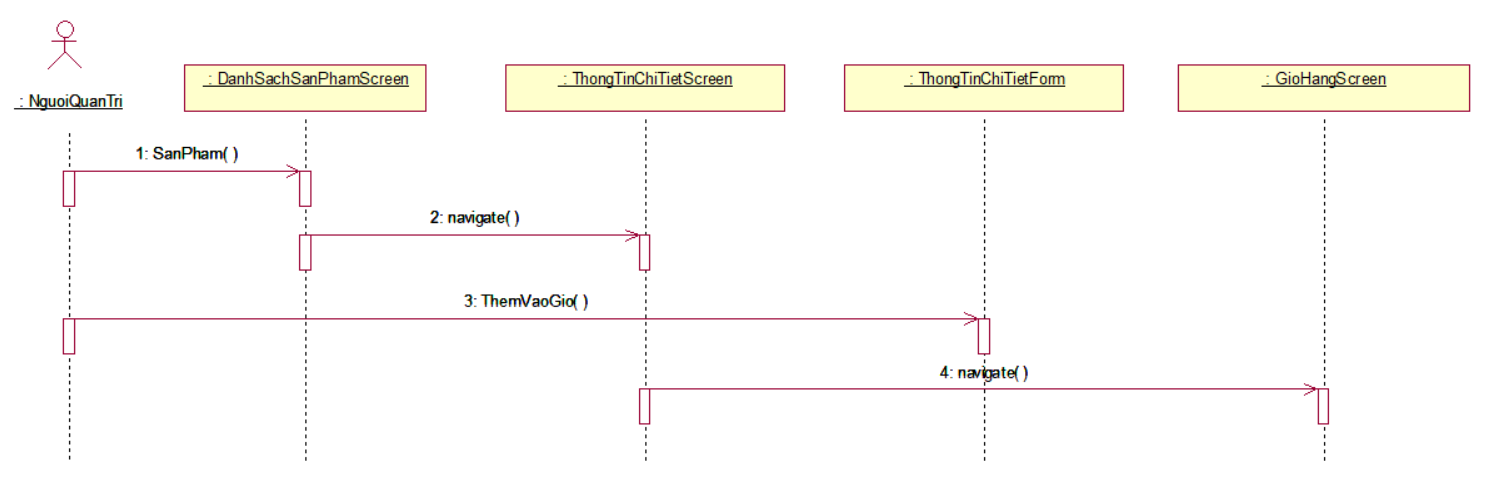 : DanhSachSanPhamScreen
: ThongTinChiTietScreen
: ThongTinChiTietForm
: GioHangScreen
: NguoiQuanTri
1: SanPham( )
2: navigate( )
3: ThemVaoGio( )
4: navigate( )